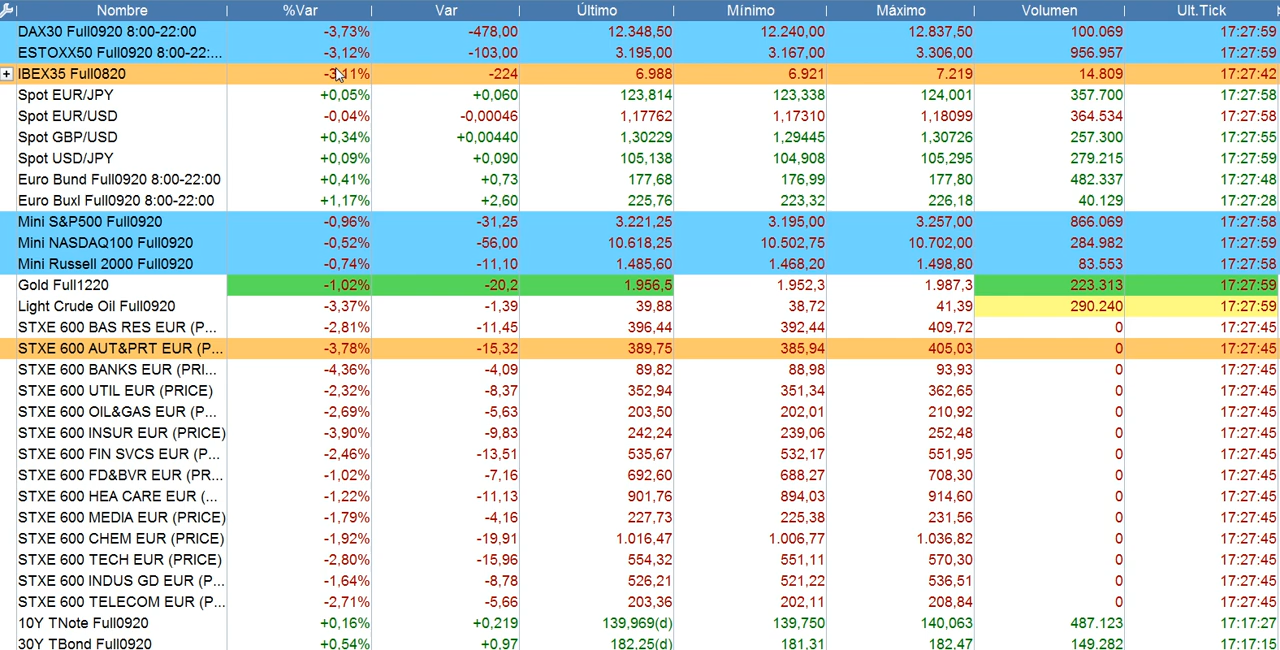 Nombre %Var Var Último Mínimo Máximo Volumen Ult.Tick
DAX30 Full0920 8:00-22:00 -3,73% -478,00 12.348,50 12.240,00 12.837,50 100.069 17:27:59
ESTOXX50 Full0920 8:00-22:... -3,12% -103,00 3.195,00 3.167,00 3.306,00 956.957 17:27:59
IBEX35 Full0820 -3,11% -224 6.988 6.921 7.219 14.809 17:27:42
Spot EUR/JPY +0,05% +0,060 123,814 123,338 124,001 357.700 17:27:58
Spot EUR/USD -0,04% -0,00046 1,17762 1,17310 1,18099 364.534 17:27:58
Spot GBP/USD +0,34% +0,00440 1,30229 1,29445 1,30726 257.300 17:27:55
Spot USD/JPY +0,09% +0,090 105,138 104,908 105,295 279.215 17:27:59
Euro Bund Full0920 8:00-22:00 +0,41% +0,73 177,68 176,99 177,80 482.337 17:27:48
Euro Buxl Full0920 8:00-22:00 +1,17% +2,60 225,76 223,32 226,18 40.129 17:27:28
Mini S&P500 Full0920 -0,96% -31,25 3.221,25 3.195,00 3.257,00 866.069 17:27:58
Mini NASDAQ100 Full0920 -0,52% -56,00 10.618,25 10.502,75 10.702,00 284.982 17:27:59
Mini Russell 2000 Full0920 -0,74% -11,10 1.485,60 1.468,20 1.498,80 83.553 17:27:58
Gold Full1220 -1,02% -20,2 1.956,5 1.952,3 1.987,3 223.313 17:27:59
Light Crude Oil Full0920 -3,37% -1,39 39,88 38,72 41,39 290.240 17:27:59
STXE 600 BAS RES EUR (P... -2,81% -11,45 396,44 392,44 409,72 0 17:27:45
STXE 600 AUT&PRT EUR (P... -3,78% -15,32 389,75 385,94 405,03 0 17:27:45
STXE 600 BANKS EUR (PRI... -4,36% -4,09 89,82 88,98 93,93 0 17:27:45
STXE 600 UTIL EUR (PRICE) -2,32% -8,37 352,94 351,34 362,65 0 17:27:45
STXE 600 OIL&GAS EUR (P... -2,69% -5,63 203,50 202,01 210,92 0 17:27:45
STXE 600 INSUR EUR (PRICE) -3,90% -9,83 242,24 239,06 252,48 0 17:27:45
STXE 600 FIN SVCS EUR (P... -2,46% -13,51 535,67 532,17 551,95 0 17:27:45
STXE 600 FD&BVR EUR (PR... -1,02% -7,16 692,60 688,27 708,30 0 17:27:45
STXE 600 HEA CARE EUR (... -1,22% -11,13 901,76 894,03 914,60 0 17:27:45
STXE 600 MEDIA EUR (PRICE) -1,79% -4,16 227,73 225,38 231,56 0 17:27:45
STXE 600 CHEM EUR (PRICE) -1,92% -19,91 1.016,47 1.006,77 1.036,82 0 17:27:45
STXE 600 TECH EUR (PRICE) -2,80% -15,96 554,32 551,11 570,30 0 17:27:45
STXE 600 INDUS GD EUR (P... -1,64% -8,78 526,21 521,22 536,51 0 17:27:45
STXE 600 TELECOM EUR (P... -2,71% -5,66 203,36 202,11 208,84 0 17:27:45
10Y TNote Full0920 +0,16% +0,219 139,969(d) 139,750 140,063 487.123 17:17:27
30Y TBond Full0920 +0,54% +0,97 182,25(d) 181,31 182,47 149.282 17:17:15